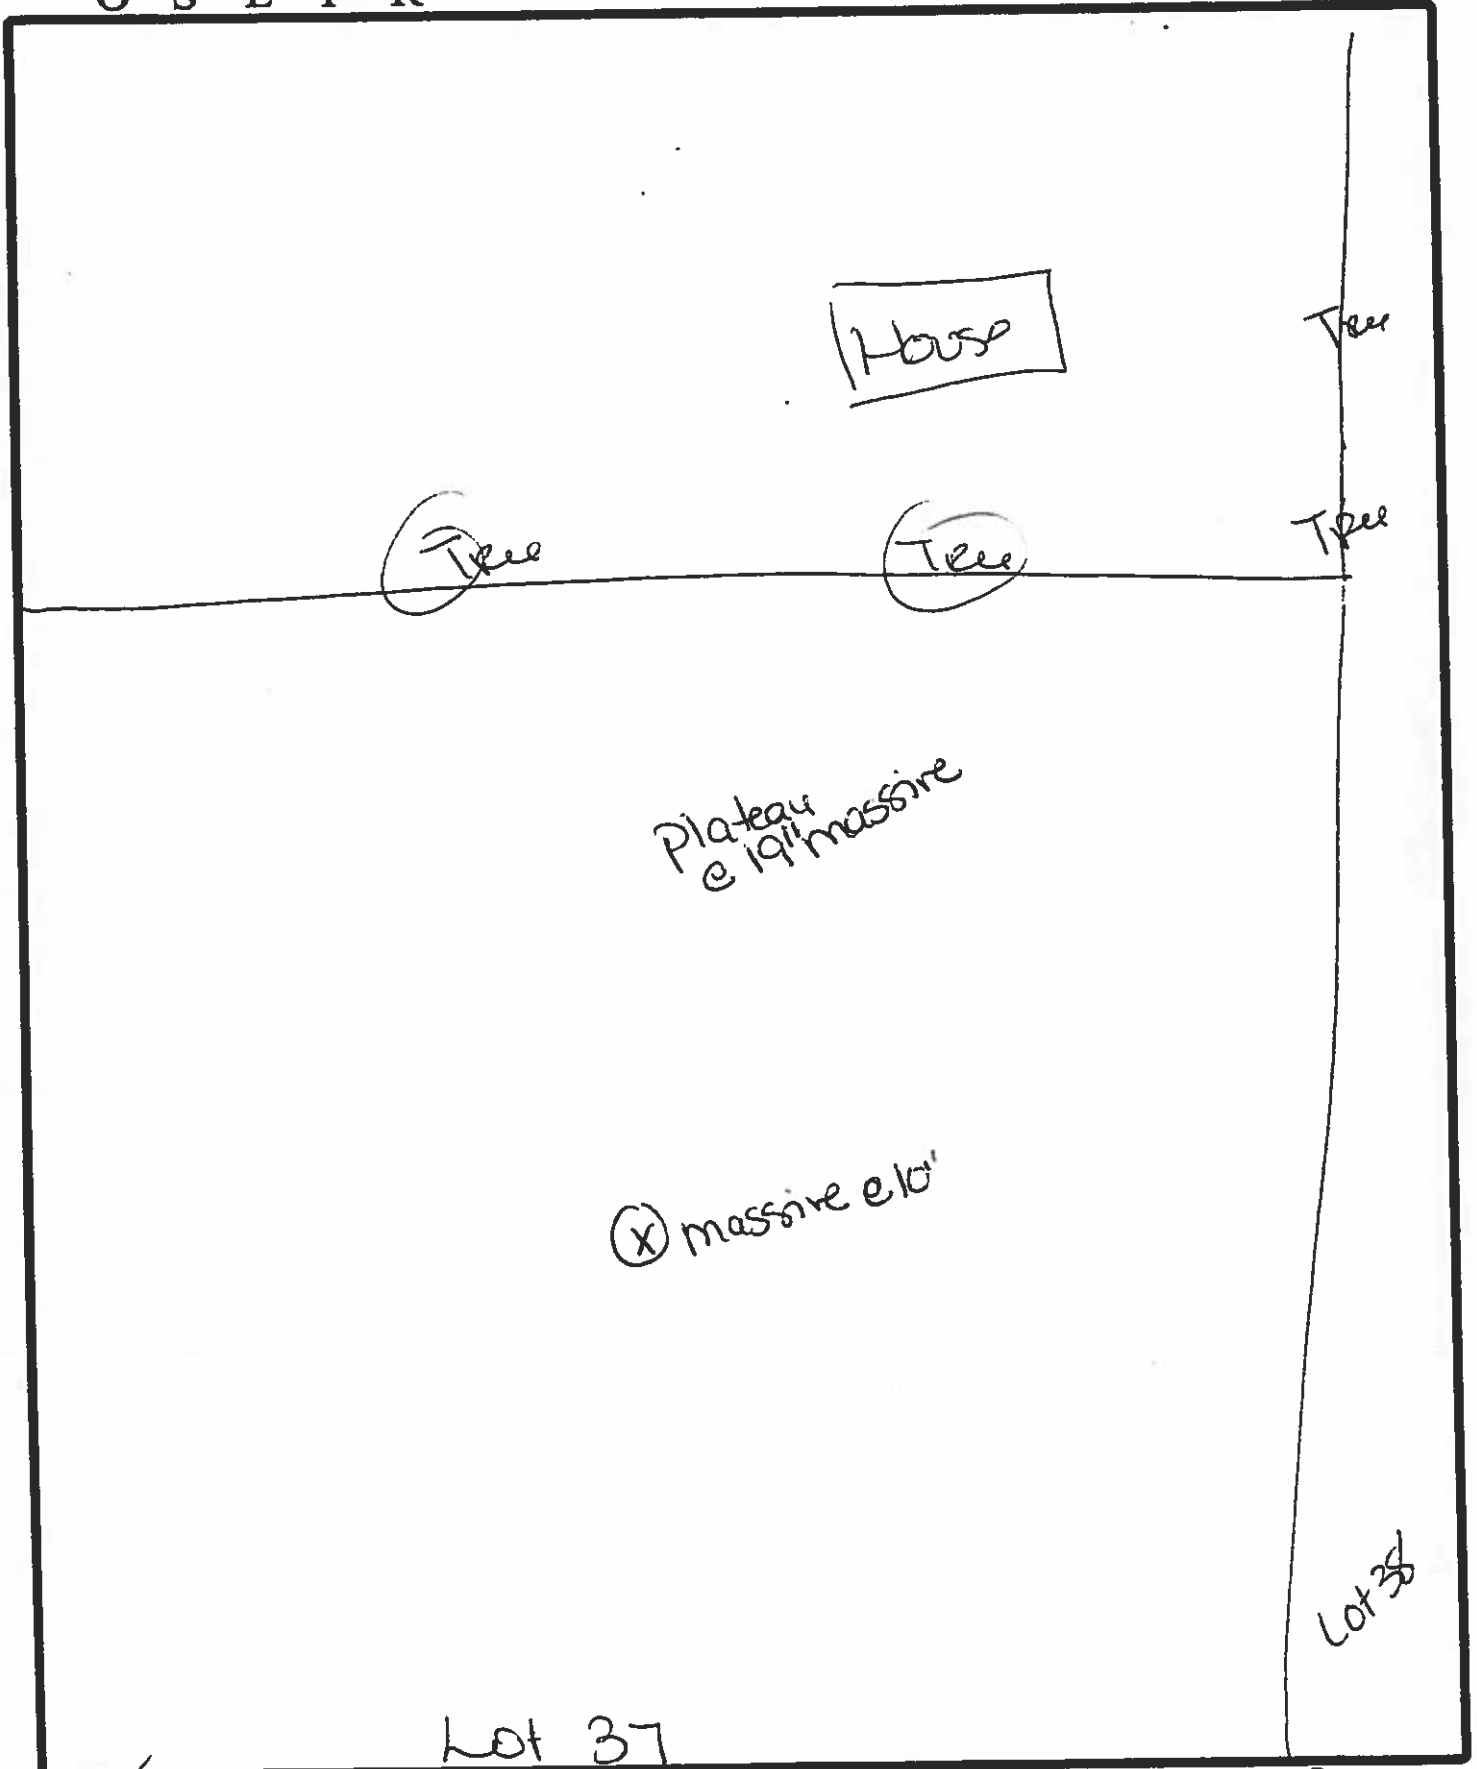 House
Tree
Tree
Tree
Tree
Plateau
@ 19" massive
massive @ 10"
Lot 38
Lot 37